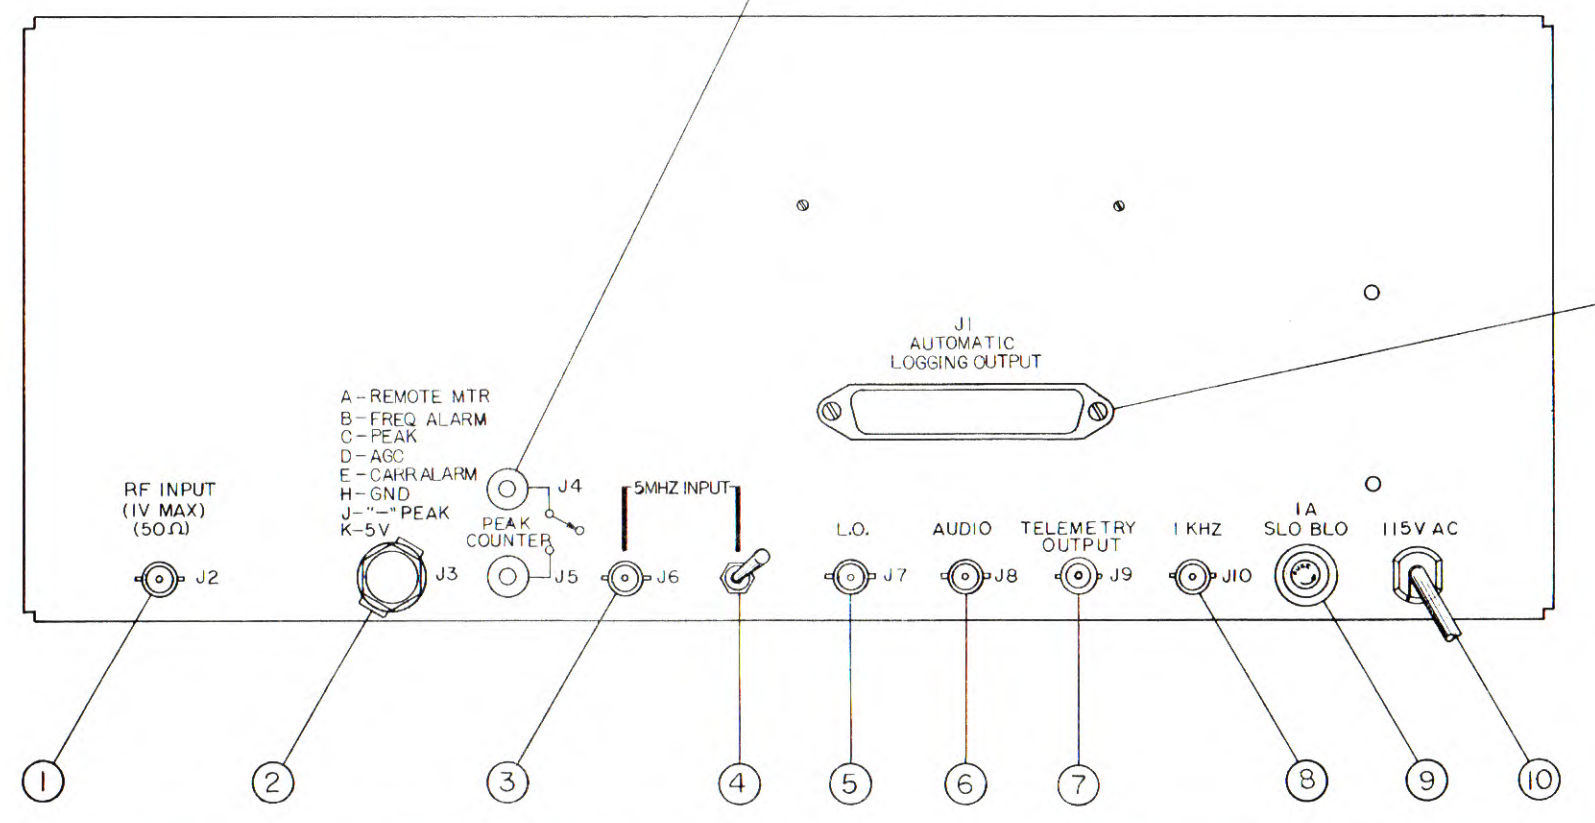 J1
AUTOMATIC
LOGGING OUTPUT
A-REMOTE MTR
B-FREQ ALARM
C-PEAK
D-AGC
E-CARR ALARM
H-GND
J-"-"PEAK
K-5V
RF INPUT
(1V MAX)
(50Ω)
J2
J3
J4
PEAK
COUNTER
J5
5MHZ INPUT
J6
L.O.
J7
AUDIO
J8
TELEMETRY
OUTPUT
J9
1 KHZ
J10
1A
SLO BLO
FUSE
115V AC
1
2
3
4
5
6
7
8
9
10